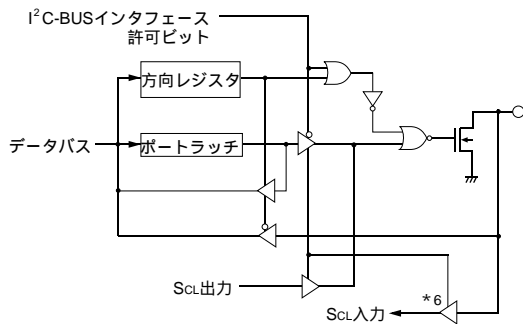 I²C-BUSインタフェース
許可ビット
方向レジスタ
データバス
ポートラッチ
SCL出力
*6
SCL入力